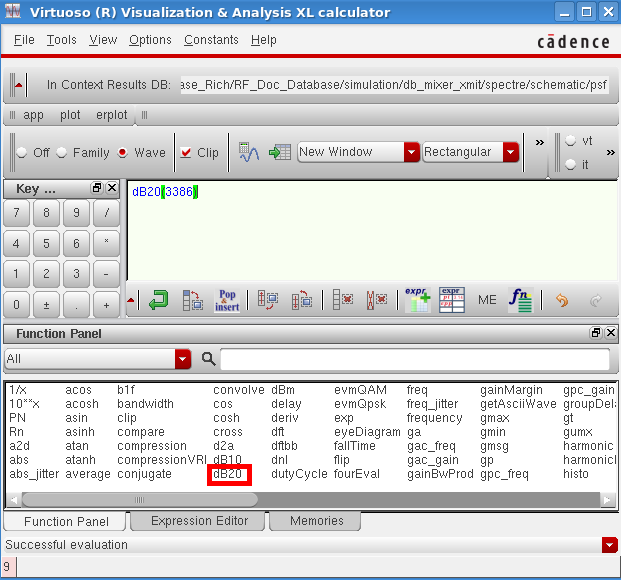 Virtuoso (R) Visualization & Analysis XL calculator
File Tools View Options Constants Help
cādence
In Context Results DB: ase_Rich/RF_Doc_Database/simulation/db_mixer_xmit/spectre/schematic/psf
app plot erplot
Off Family Wave Clip New Window Rectangular » vt
it »
Key ...
7 8 9 /
4 5 6 *
1 2 3 -
0 ± . +
dB20(3386)
Pop insert expr expr ME fn
Function Panel
All
1/x acos b1f convolve dBm evmQAM freq gainMargin gpc_gain
10**x acosh bandwidth cos delay evmQpsk freq_jitter getAsciiWave groupDel
PN asin clip cosh deriv exp frequency gmax gt
Rn asinh compare cross dft eyeDiagram ga gmin gumx
a2d atan compression d2a dftbb fallTime gac_freq gmsg harmonic
abs atanh compressionVRI dB10 dnl flip gac_gain gp harmonicl
abs_jitter average conjugate dB20 dutyCycle fourEval gainBwProd gpc_freq histo
Function Panel Expression Editor Memories
Successful evaluation
9